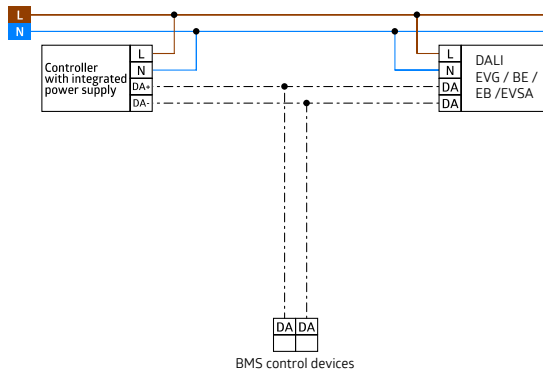 L
N
Controller
with integrated
power supply
L
N
DA+
DA-
L
N
DA
DA
DALI
EVG / BE /
EB /EVSA
DA DA
BMS control devices